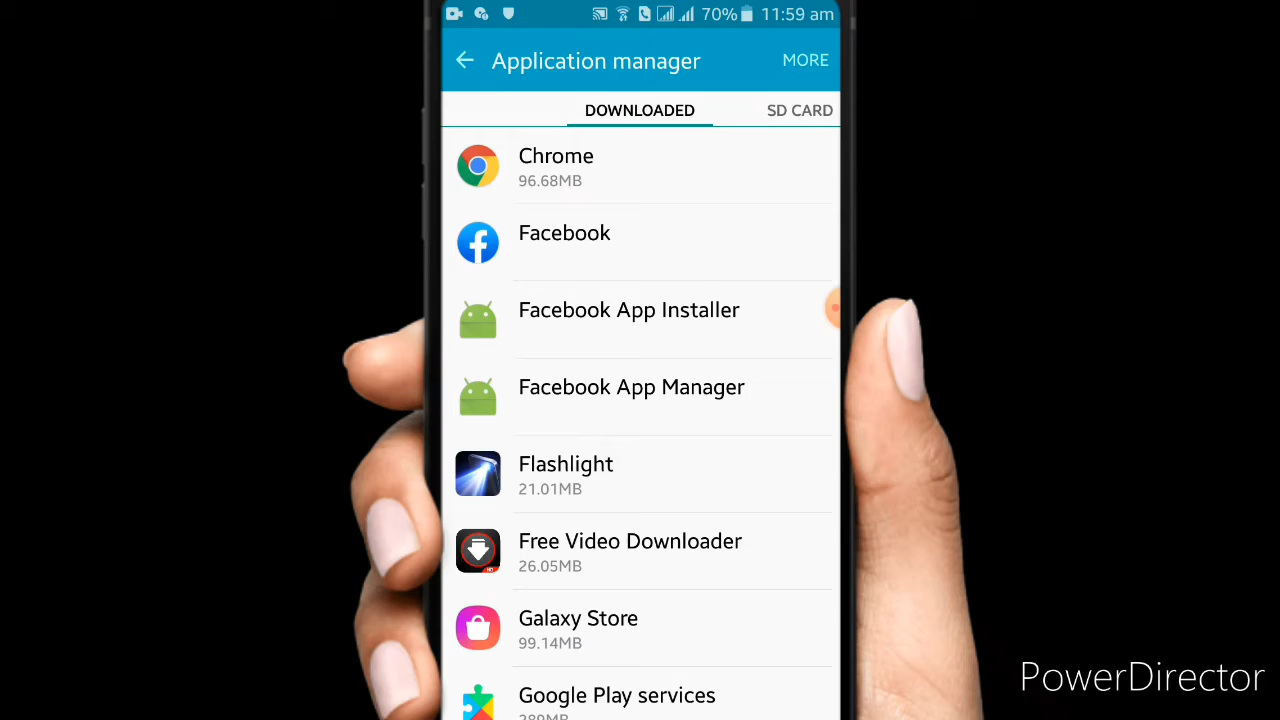 70% 11:59 am
Application manager MORE
DOWNLOADED SD CARD
Chrome
96.68MB
Facebook
Facebook App Installer
Facebook App Manager
Flashlight
21.01MB
Free Video Downloader
26.05MB
Galaxy Store
99.14MB
Google Play services
289MB
PowerDirector